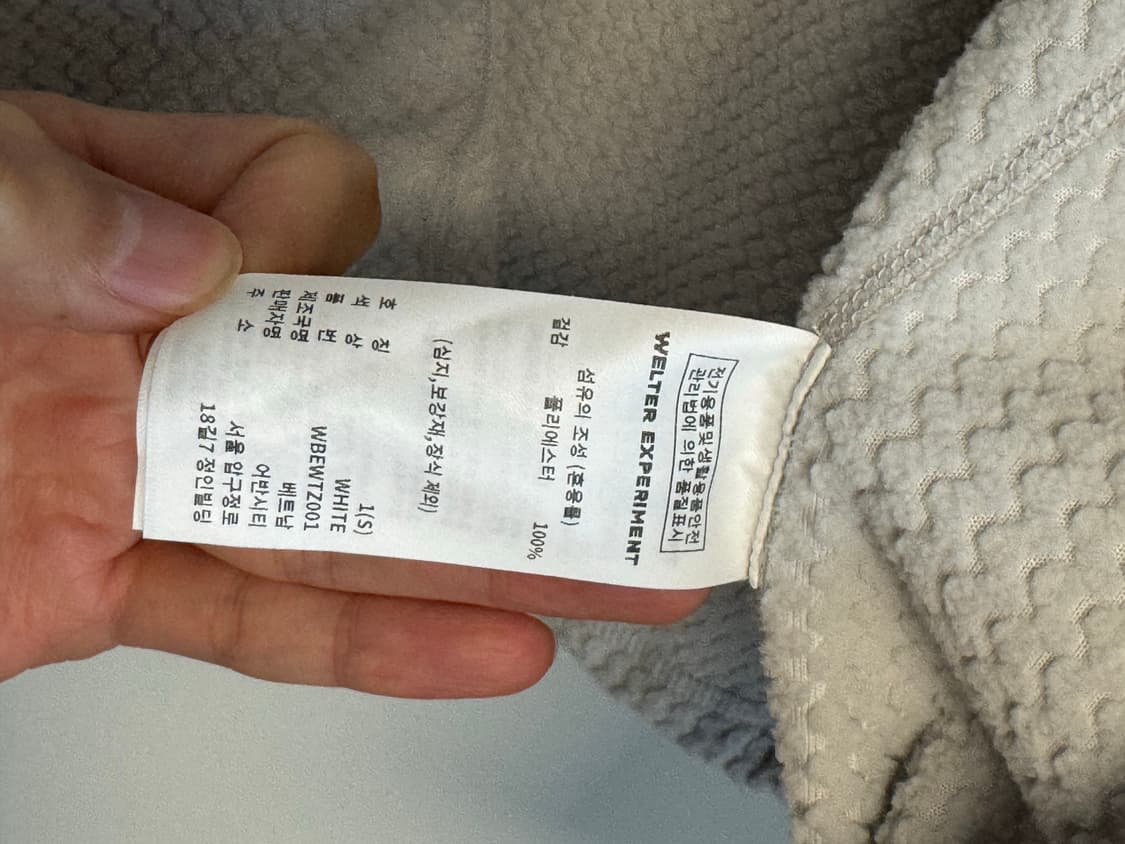 전기용품및생활용품안전
관리법에 의한 품질표시
WELTER EXPERIMENT
섬유의 조성 (혼용률)
겉감 폴리에스터 100%
(심지,보강재,장식 제외)
호 칭 1(S)
색 상 WHITE
품 번 WBEWTZ001
제조국명 베트남
판매자명 아반시티
주 소 서울 압구정로
18길7 정인빌딩